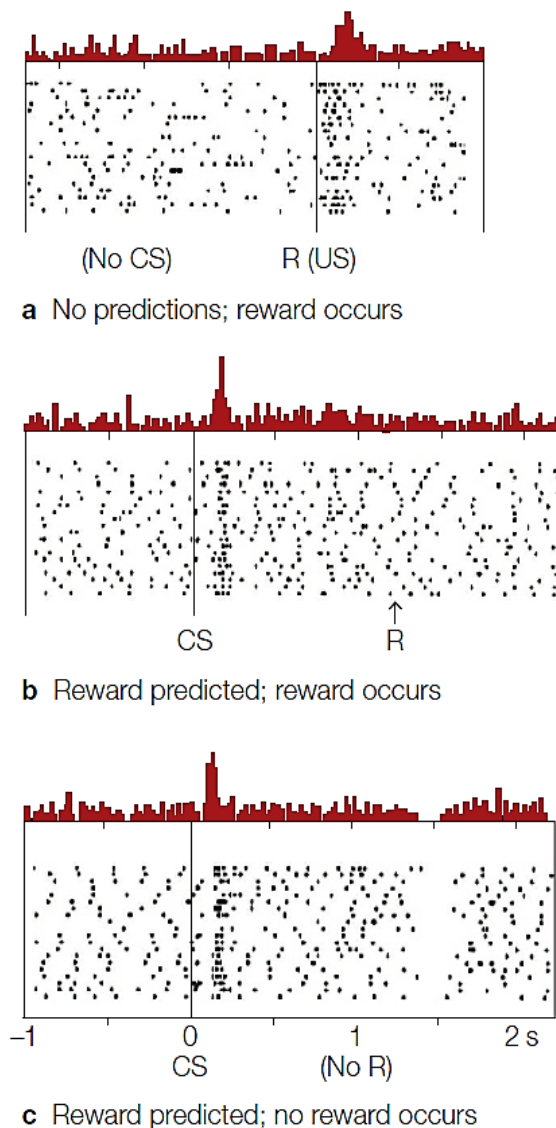 (No CS) R (US)
a No predictions; reward occurs
CS R
b Reward predicted; reward occurs
–1 0 1 2 s
CS (No R)
c Reward predicted; no reward occurs